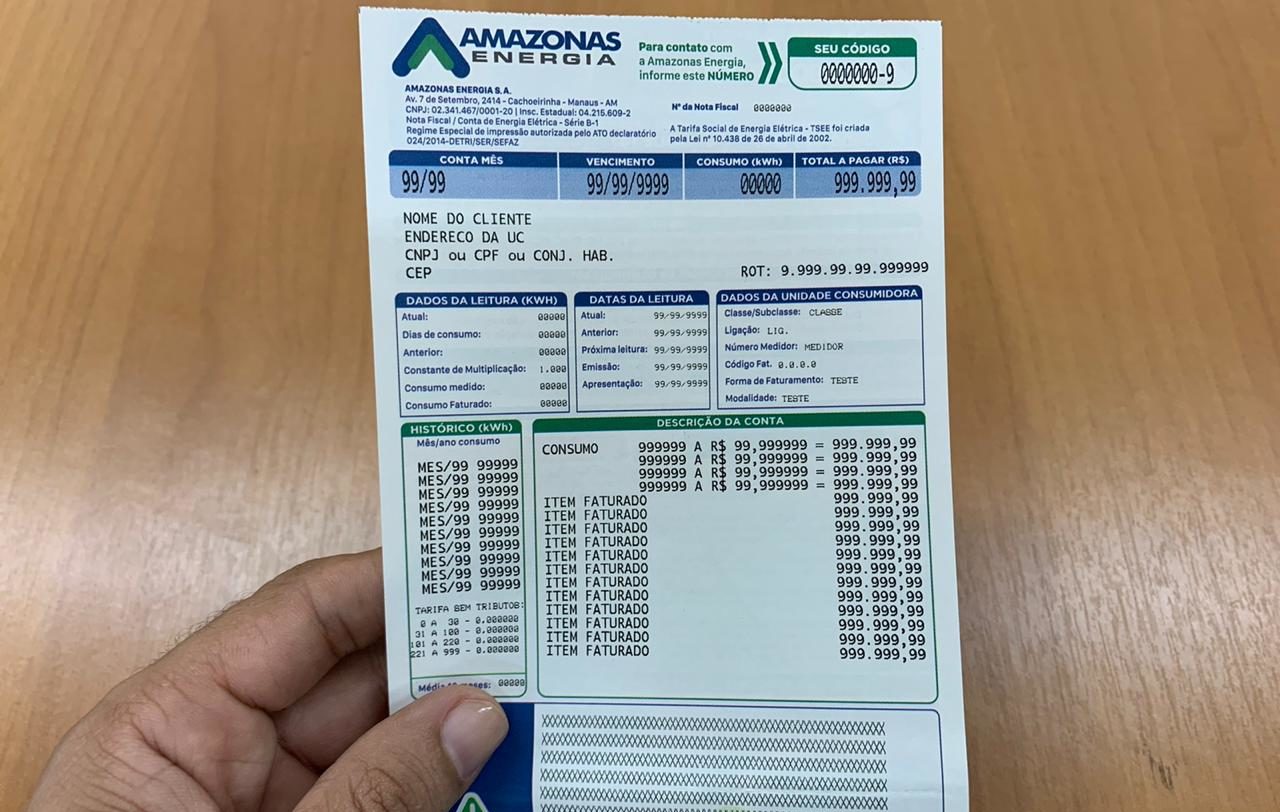 AMAZONAS
ENERGIA
Para contato com
a Amazonas Energia,
informe este NÚMERO
SEU CÓDIGO
0000000-9
AMAZONAS ENERGIA S.A.
Av. 7 de Setembro, 2414 - Cachoeirinha - Manaus - AM
CNPJ: 02.341.467/0001-20 | Insc. Estadual: 04.215.609-2
Nota Fiscal / Conta de Energia Elétrica - Série B-1
Regime Especial de impressão autorizada pelo ATO declaratório
024/2014-DETRI/SER/SEFAZ
Nº da Nota Fiscal 0000000
A Tarifa Social de Energia Elétrica - TSEE foi criada
pela Lei nº 10.438 de 26 de abril de 2002.
CONTA MÊS VENCIMENTO CONSUMO (kWh) TOTAL A PAGAR (R$)
99/99 99/99/9999 00000 999.999,99
NOME DO CLIENTE
ENDERECO DA UC
CNPJ ou CPF ou CONJ. HAB.
CEP ROT: 9.999.99.99.999999
DADOS DA LEITURA (KWH)
Atual: 00000
Dias de consumo: 00000
Anterior: 00000
Constante de Multiplicação: 1.000
Consumo medido: 00000
Consumo Faturado: 00000
DATAS DA LEITURA
Atual: 99/99/9999
Anterior: 99/99/9999
Próxima leitura: 99/99/9999
Emissão: 99/99/9999
Apresentação: 99/99/9999
DADOS DA UNIDADE CONSUMIDORA
Classe/Subclasse: CLASSE
Ligação: LIG.
Número Medidor: MEDIDOR
Código Fat. 0.0.0.0
Forma de Faturamento: TESTE
Modalidade: TESTE
HISTÓRICO (kWh)
Mês/ano consumo
MES/99 99999
MES/99 99999
MES/99 99999
MES/99 99999
MES/99 99999
MES/99 99999
MES/99 99999
MES/99 99999
MES/99 99999
MES/99 99999
TARIFA SEM TRIBUTOS:
0 A 30 - 0.000000
31 A 100 - 0.000000
101 A 220 - 0.000000
221 A 999 - 0.000000
Média meses: 00000
DESCRIÇÃO DA CONTA
CONSUMO 999999 A R$ 99,999999 = 999.999,99
999999 A R$ 99,999999 = 999.999,99
999999 A R$ 99,999999 = 999.999,99
999999 A R$ 99,999999 = 999.999,99
ITEM FATURADO 999.999,99
ITEM FATURADO 999.999,99
ITEM FATURADO 999.999,99
ITEM FATURADO 999.999,99
ITEM FATURADO 999.999,99
ITEM FATURADO 999.999,99
ITEM FATURADO 999.999,99
ITEM FATURADO 999.999,99
ITEM FATURADO 999.999,99
ITEM FATURADO 999.999,99
ITEM FATURADO 999.999,99
ITEM FATURADO 999.999,99